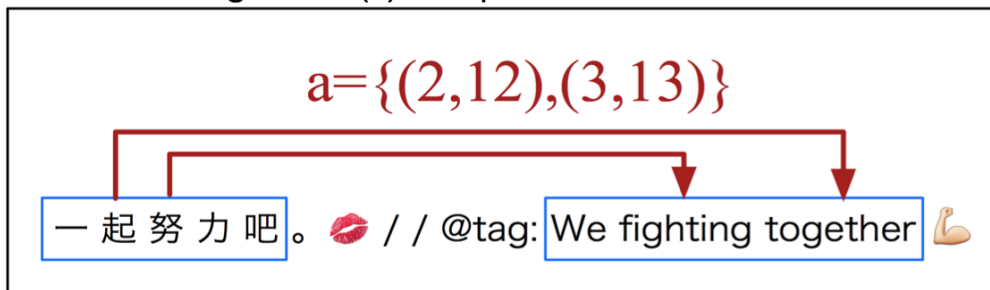 a={(2,12),(3,13)}
一起努力吧。💋 / / @tag: We fighting together 💪